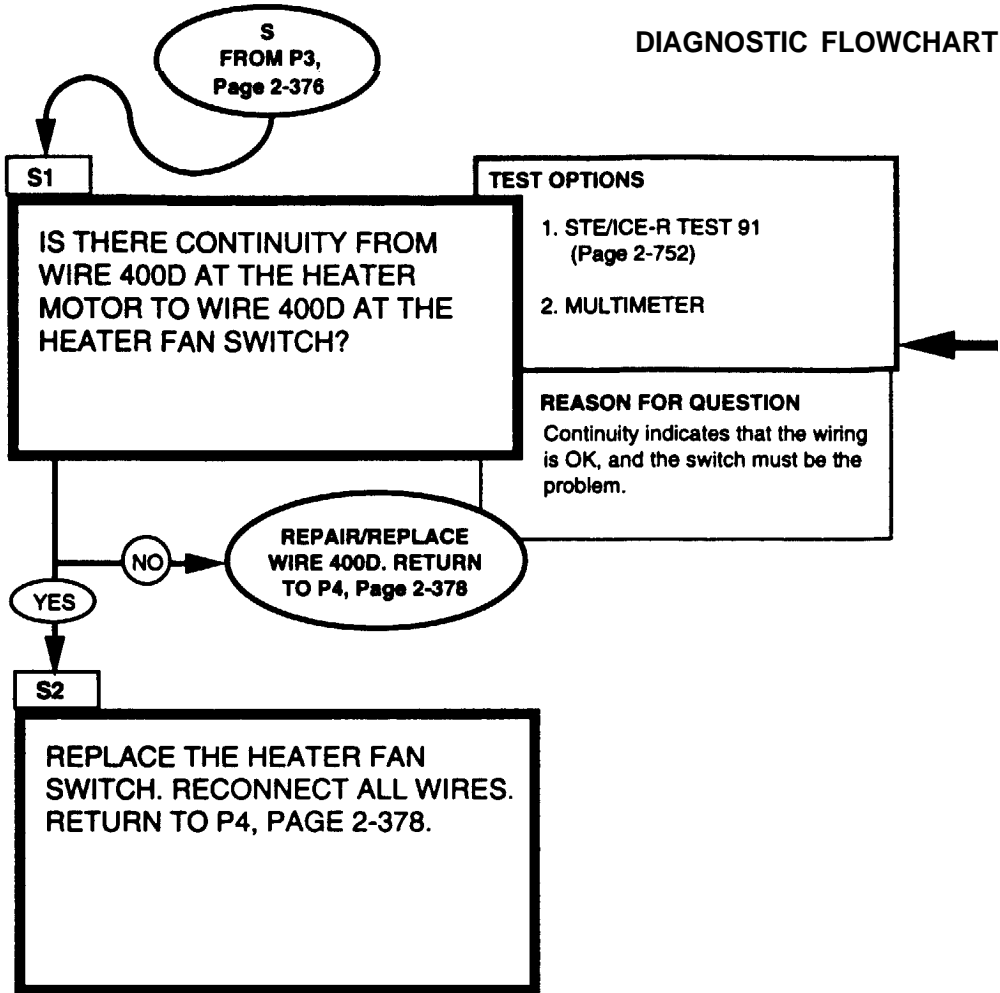 DIAGNOSTIC FLOWCHART
S
FROM P3,
Page 2-376
S1
IS THERE CONTINUITY FROM
WIRE 400D AT THE HEATER
MOTOR TO WIRE 400D AT THE
HEATER FAN SWITCH?
TEST OPTIONS
1. STE/ICE-R TEST 91
(Page 2-752)
2. MULTIMETER
REASON FOR QUESTION
Continuity indicates that the wiring
is OK, and the switch must be the
problem.
NO
REPAIR/REPLACE
WIRE 400D. RETURN
TO P4, Page 2-378
YES
S2
REPLACE THE HEATER FAN
SWITCH. RECONNECT ALL WIRES.
RETURN TO P4, PAGE 2-378.